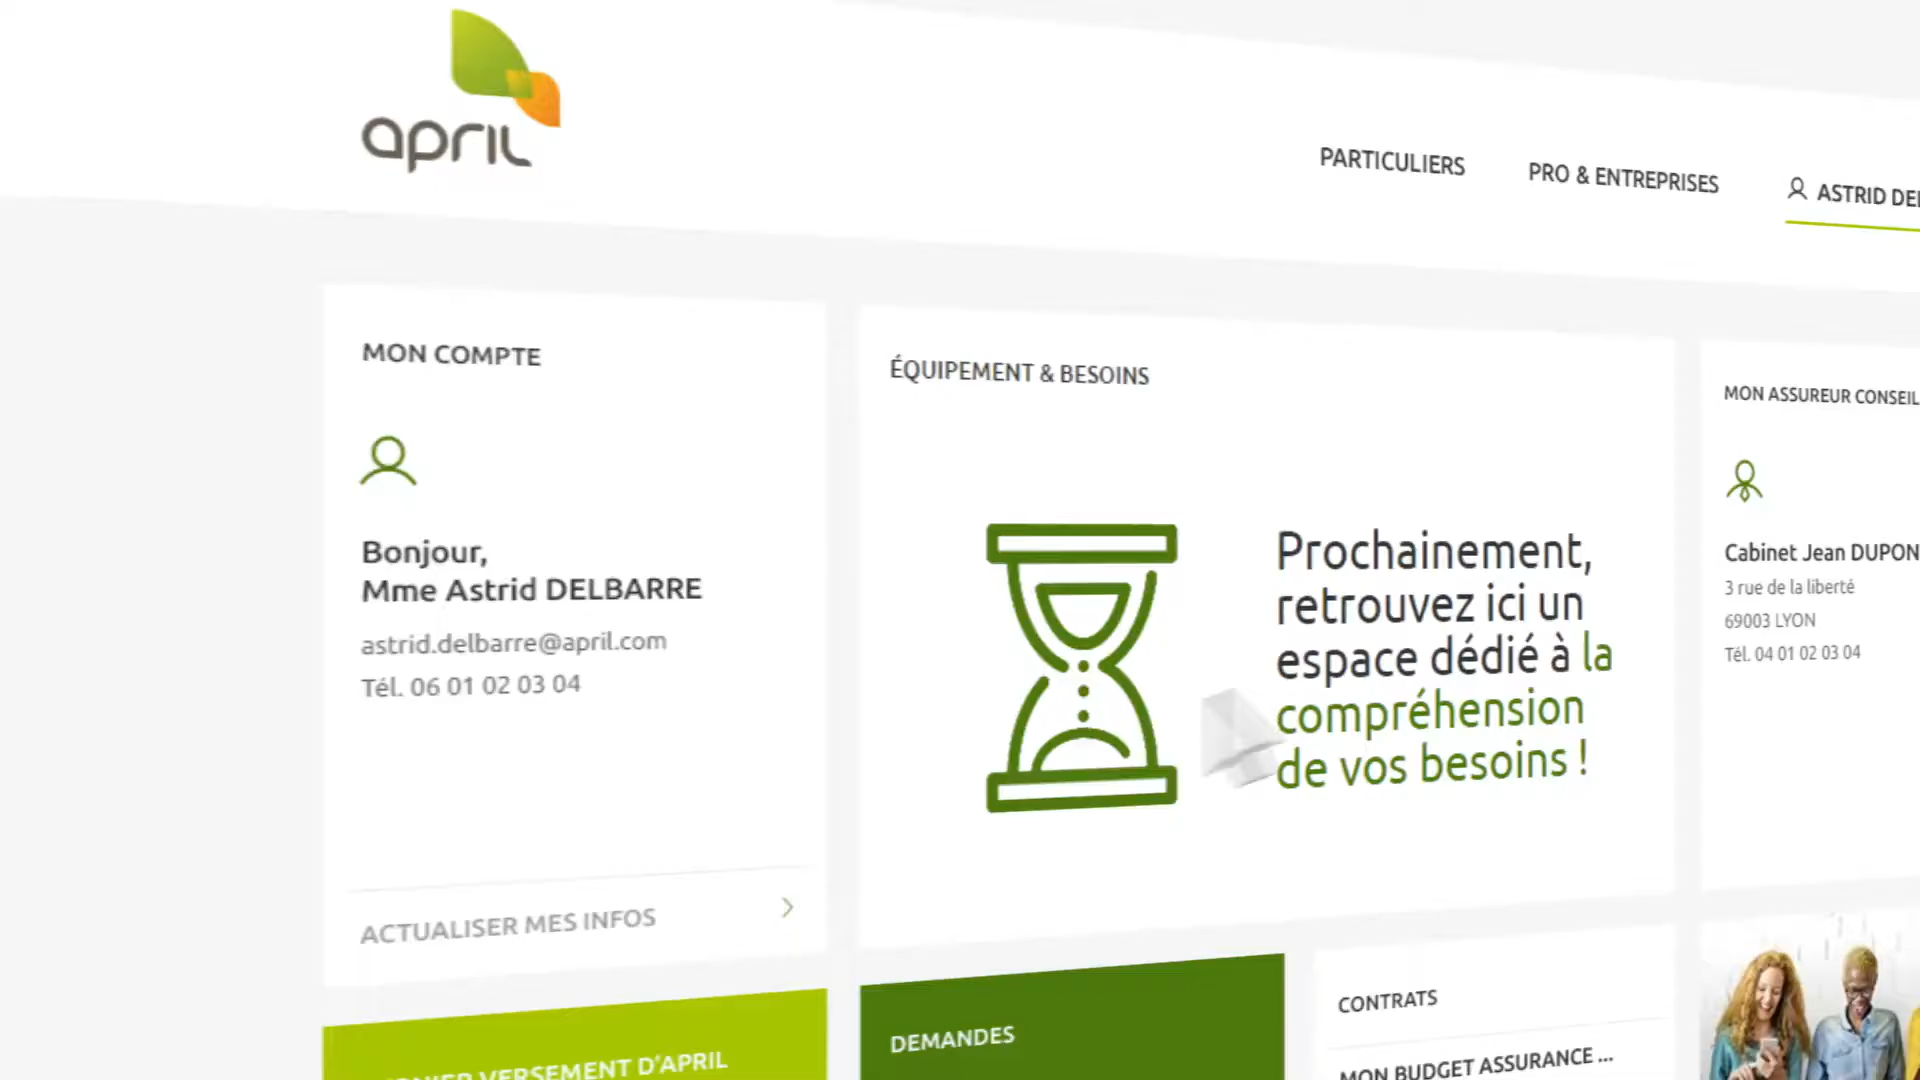 april
PARTICULIERS
PRO & ENTREPRISES
ASTRID
MON COMPTE
Bonjour,
Mme Astrid DELBARRE
astrid.delbarre@april.com
Tél. 06 01 02 03 04
ACTUALISER MES INFOS
ÉQUIPEMENT & BESOINS
Prochainement,
retrouvez ici un
espace dédié à la
compréhension
de vos besoins !
MON ASSUREUR CONSEIL
Cabinet Jean DUPON
3 rue de la liberté
69003 LYON
Tél. 04 01 02 03 04
VERSEMENT D'APRIL
DEMANDES
CONTRATS
MON BUDGET ASSURANCE ...